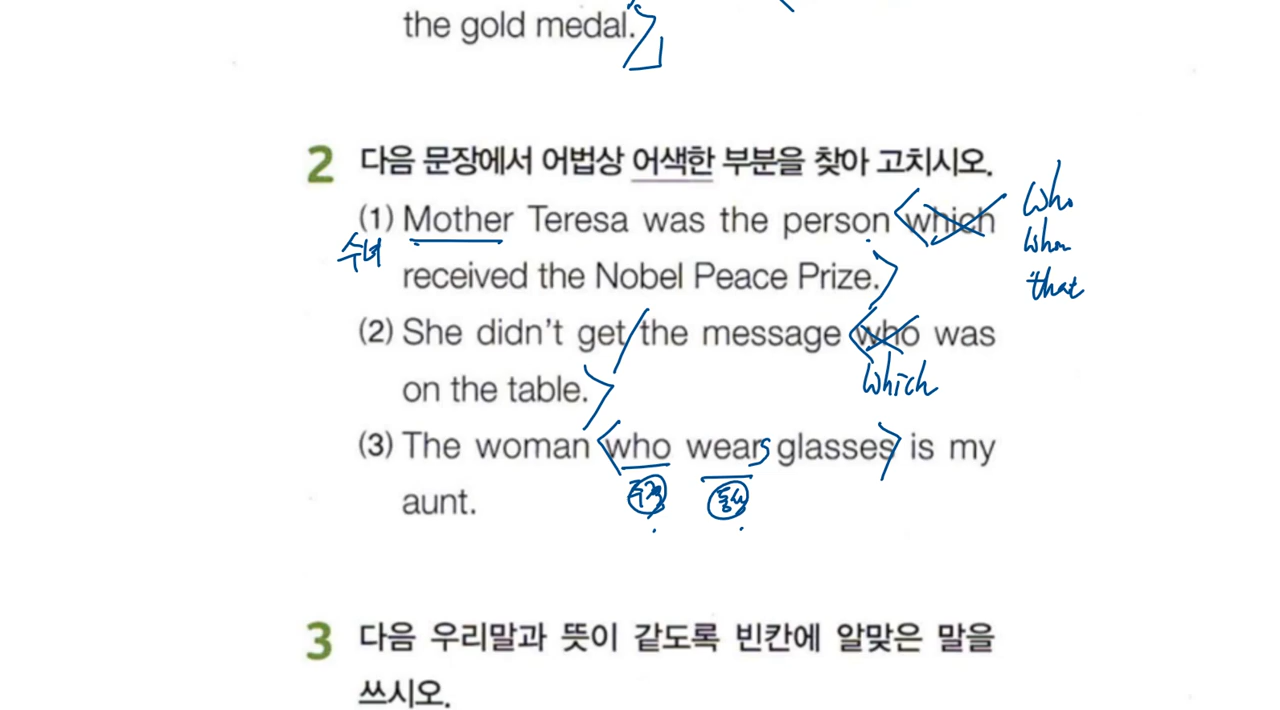 the gold medal.
2 다음 문장에서 어법상 어색한 부분을 찾아 고치시오.
(1) Mother Teresa was the person which who
수녀 whom
received the Nobel Peace Prize. that
(2) She didn't get the message who was
which
on the table.
(3) The woman who wears glasses is my
주격 동사
aunt.
3 다음 우리말과 뜻이 같도록 빈칸에 알맞은 말을
쓰시오.